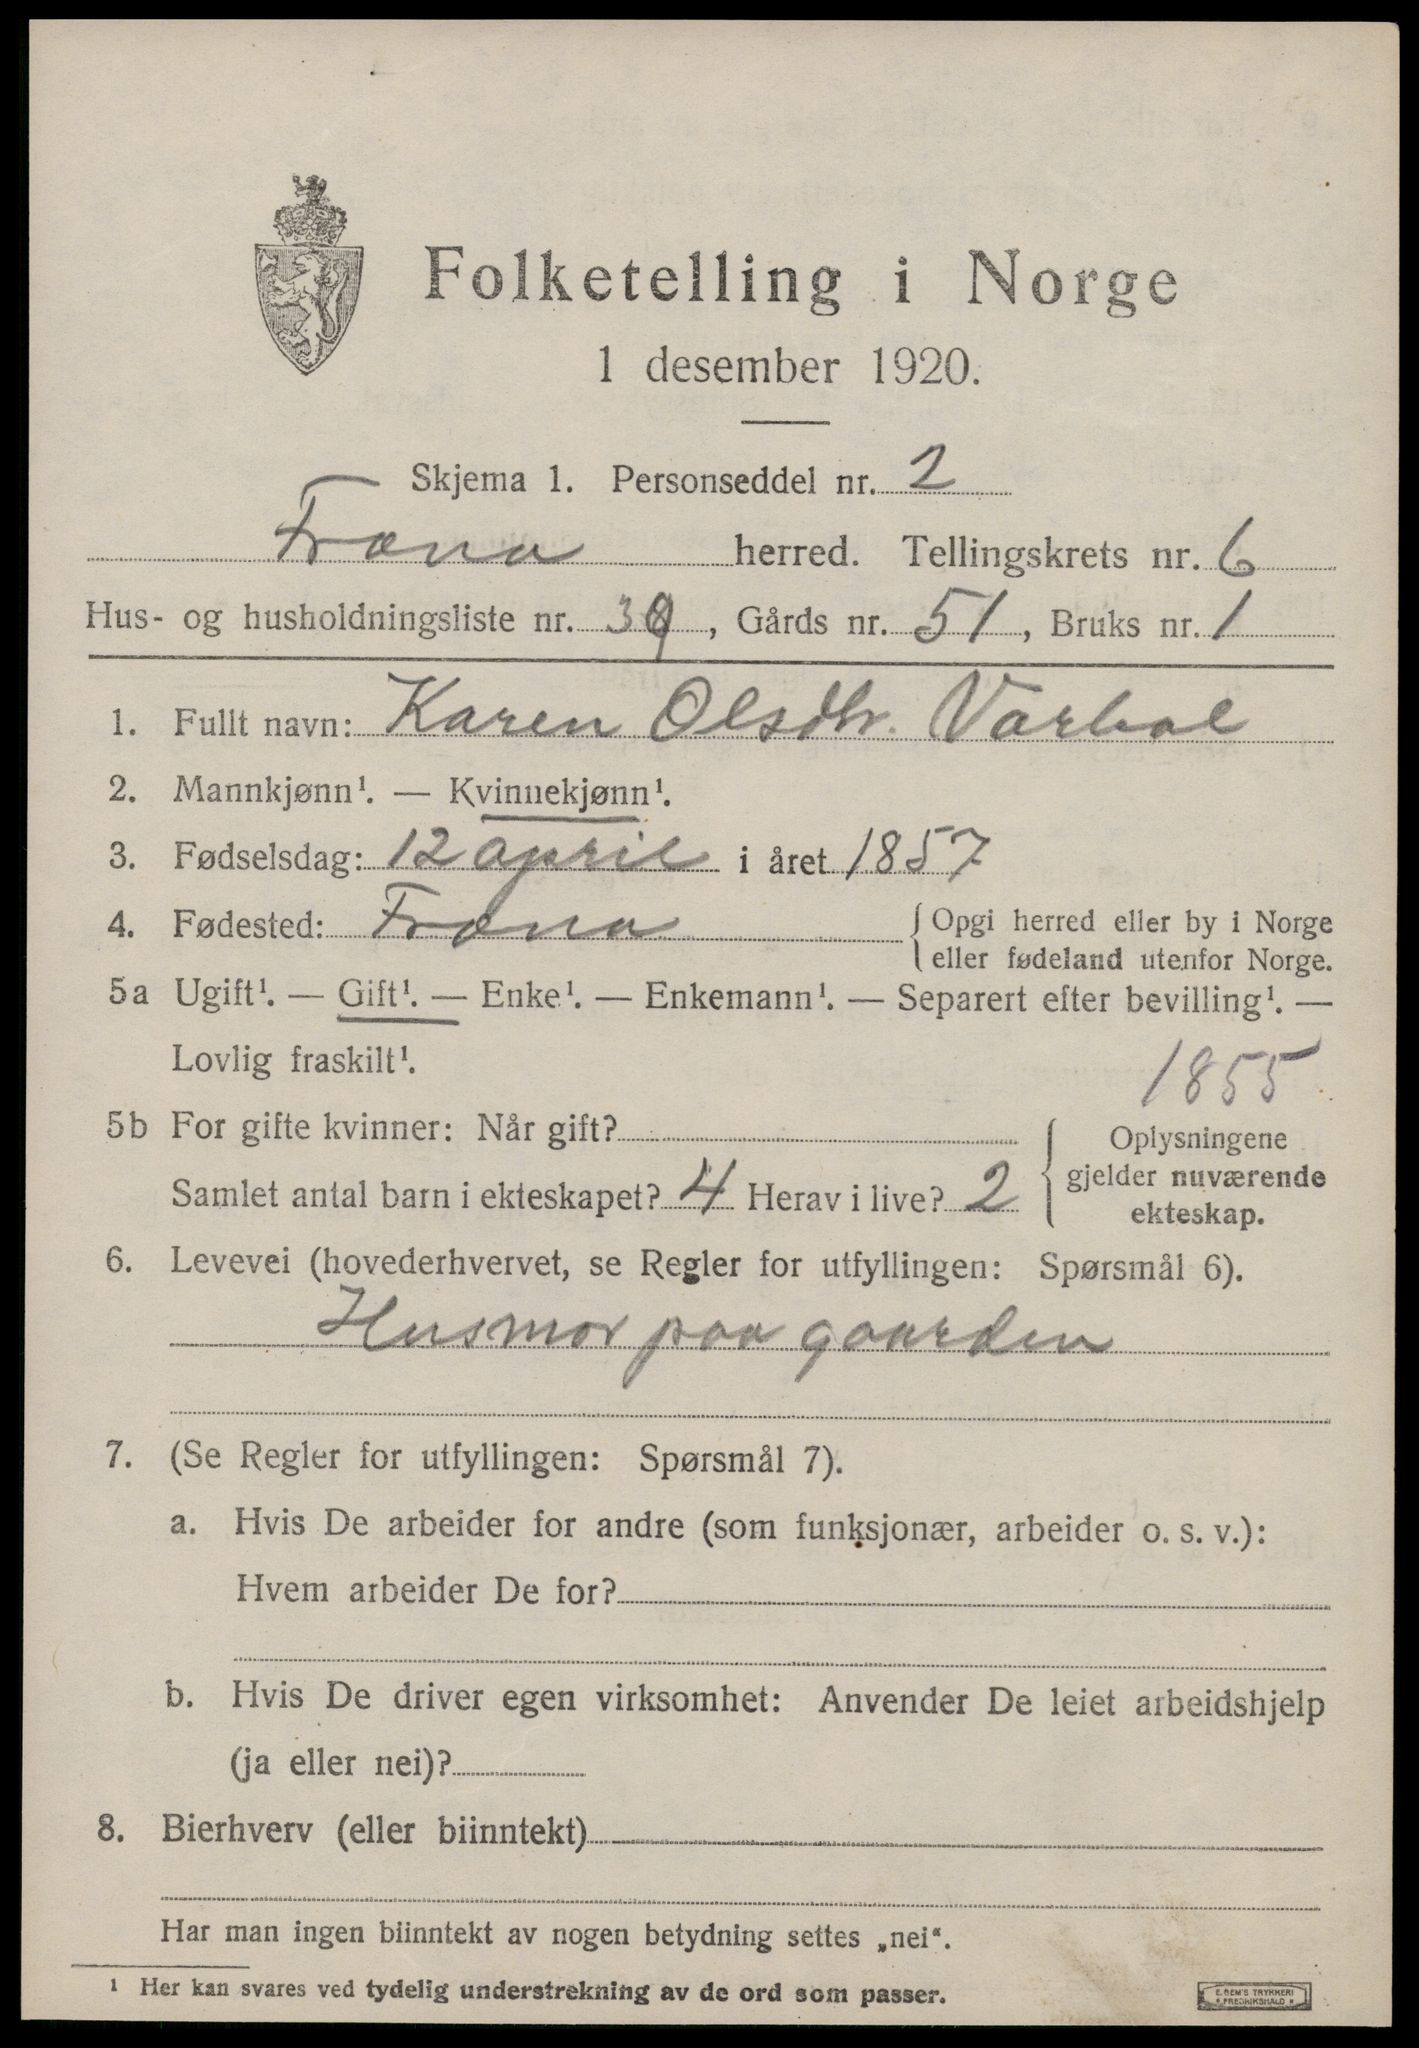 Folketelling i Norge
1 desember 1920.
Skjema 1. Personseddel nr. 2
Fræna herred. Tellingskrets nr. 6
Hus- og husholdningsliste nr. 39, Gårds nr. 51, Bruks nr. 1
1. Fullt navn: Karen Olsdtr. Varhol
2. Mannkjønn¹. — Kvinnekjønn¹.
3. Fødselsdag: 12 april i året 1857
4. Fødested: Fræna { Opgi herred eller by i Norge
eller fødeland utenfor Norge.
5a Ugift¹. — Gift¹. — Enke¹. — Enkemann¹. — Separert efter bevilling¹. —
Lovlig fraskilt¹.
1855
5b For gifte kvinner: Når gift?
Samlet antal barn i ekteskapet? 4 Herav i live? 2
{ Oplysningene
gjelder nuværende
ekteskap.
6. Levevei (hovederhvervet, se Regler for utfyllingen: Spørsmål 6).
Husmor paa gaarden
7. (Se Regler for utfyllingen: Spørsmål 7).
a. Hvis De arbeider for andre (som funksjonær, arbeider o. s. v.):
Hvem arbeider De for?
b. Hvis De driver egen virksomhet: Anvender De leiet arbeidshjelp
(ja eller nei)?
8. Bierhverv (eller biinntekt)
Har man ingen biinntekt av nogen betydning settes „nei“.
¹ Her kan svares ved tydelig understrekning av de ord som passer.
E. SEM'S TRYKKERI
• FREDRIKSHALD •